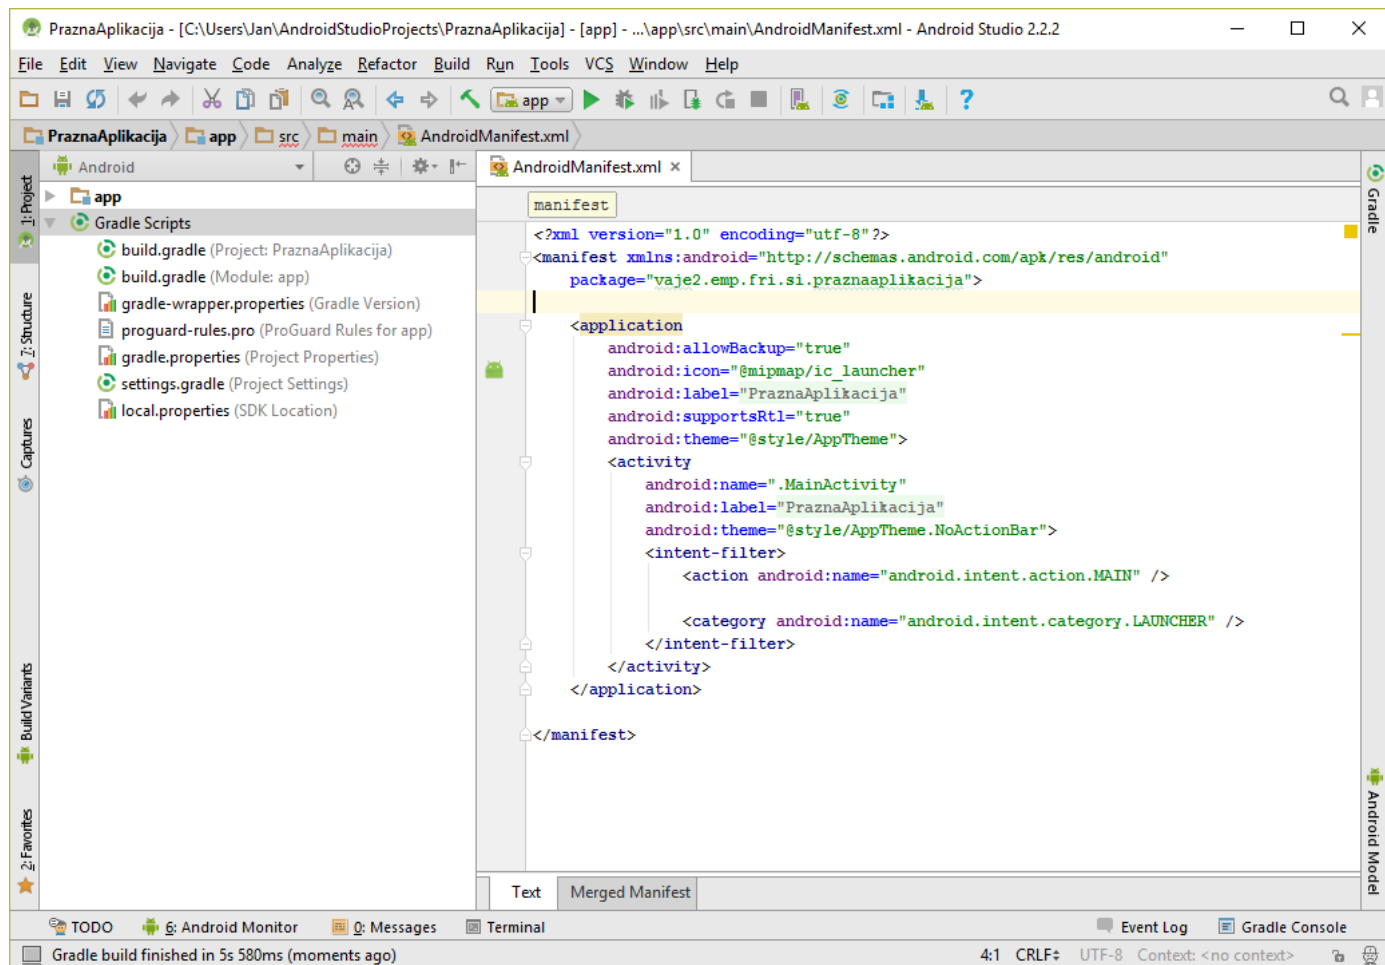 PraznaAplikacija - [C:\Users\Jan\AndroidStudioProjects\PraznaAplikacija] - [app] - ...\app\src\main\AndroidManifest.xml - Android Studio 2.2.2
File Edit View Navigate Code Analyze Refactor Build Run Tools VCS Window Help
app
PraznaAplikacija app src main AndroidManifest.xml
Android
AndroidManifest.xml
1: Project
7: Structure
Captures
Build Variants
2: Favorites
app
Gradle Scripts
build.gradle (Project: PraznaAplikacija)
build.gradle (Module: app)
gradle-wrapper.properties (Gradle Version)
proguard-rules.pro (ProGuard Rules for app)
gradle.properties (Project Properties)
settings.gradle (Project Settings)
local.properties (SDK Location)
manifest
<?xml version="1.0" encoding="utf-8"?>
<manifest xmlns:android="http://schemas.android.com/apk/res/android"
package="vaje2.emp.fri.si.praznaaplikacija">
<application
android:allowBackup="true"
android:icon="@mipmap/ic_launcher"
android:label="PraznaAplikacija"
android:supportsRtl="true"
android:theme="@style/AppTheme">
<activity
android:name=".MainActivity"
android:label="PraznaAplikacija"
android:theme="@style/AppTheme.NoActionBar">
<intent-filter>
<action android:name="android.intent.action.MAIN" />
<category android:name="android.intent.category.LAUNCHER" />
</intent-filter>
</activity>
</application>
</manifest>
Text Merged Manifest
Gradle
Android Model
TODO 6: Android Monitor 0: Messages Terminal Event Log Gradle Console
Gradle build finished in 5s 580ms (moments ago) 4:1 CRLF UTF-8 Context: <no context>